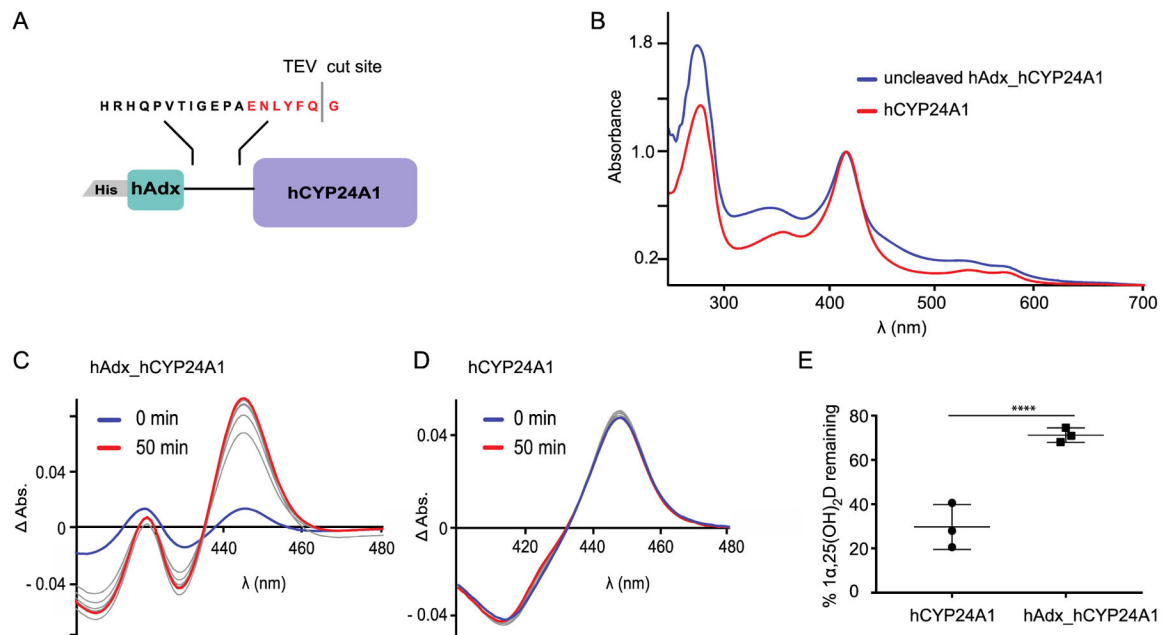 A
TEV cut site
HRHQPVTIGEPAENLYFQ G
His
hAdx
hCYP24A1
B
1.8
1.0
0.2
Absorbance
uncleaved hAdx_hCYP24A1
hCYP24A1
300
400
500
600
700
λ (nm)
C
hAdx_hCYP24A1
0 min
50 min
0.04
0
- 0.04
Δ Abs.
440
460
480
λ (nm)
D
hCYP24A1
0 min
50 min
0.04
0
- 0.04
Δ Abs.
420
440
460
480
λ (nm)
E
****
80
60
40
20
0
% 1α,25(OH)₂D remaining
hCYP24A1
hAdx_hCYP24A1